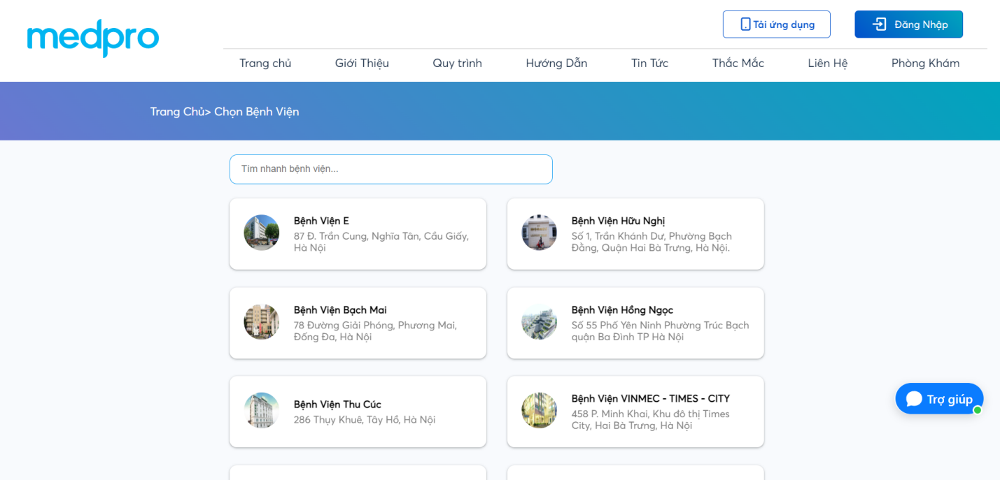 medpro
Tải ứng dụng
Đăng Nhập
Trang chủ
Giới Thiệu
Quy trình
Hướng Dẫn
Tin Tức
Thắc Mắc
Liên Hệ
Phòng Khám
Trang Chủ> Chọn Bệnh Viện
Tìm nhanh bệnh viện...
Bệnh Viện E
87 Đ. Trần Cung, Nghĩa Tân, Cầu Giấy,
Hà Nội
Bệnh Viện Hữu Nghị
Số 1, Trần Khánh Dư, Phường Bạch
Đằng, Quận Hai Bà Trưng, Hà Nội.
Bệnh Viện Bạch Mai
78 Đường Giải Phóng, Phương Mai,
Đống Đa, Hà Nội
Bệnh Viện Hồng Ngọc
Số 55 Phố Yên Ninh Phường Trúc Bạch
quận Ba Đình TP Hà Nội
Bệnh Viện Thu Cúc
286 Thụy Khuê, Tây Hồ, Hà Nội
Bệnh Viện VINMEC - TIMES - CITY
458 P. Minh Khai, Khu đô thị Times
City, Hai Bà Trưng, Hà Nội
Trợ giúp